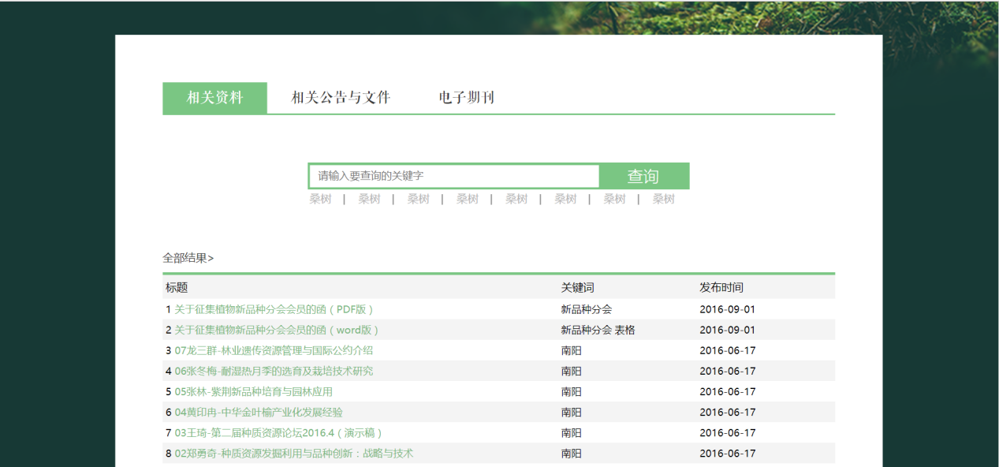 相关资料 相关公告与文件 电子期刊
请输入要查询的关键字 查询
桑树 | 桑树 | 桑树 | 桑树 | 桑树 | 桑树 | 桑树 | 桑树
全部结果>
标题 关键词 发布时间
1 关于征集植物新品种分会会员的函（PDF版） 新品种分会 2016-09-01
2 关于征集植物新品种分会会员的函（word版） 新品种分会 表格 2016-09-01
3 07龙三群-林业遗传资源管理与国际公约介绍 南阳 2016-06-17
4 06张冬梅-耐湿热月季的选育及栽培技术研究 南阳 2016-06-17
5 05张林-紫荆新品种培育与园林应用 南阳 2016-06-17
6 04黄印冉-中华金叶榆产业化发展经验 南阳 2016-06-17
7 03王琦-第二届种质资源论坛2016.4（演示稿） 南阳 2016-06-17
8 02郑勇奇-种质资源发掘利用与品种创新：战略与技术 南阳 2016-06-17